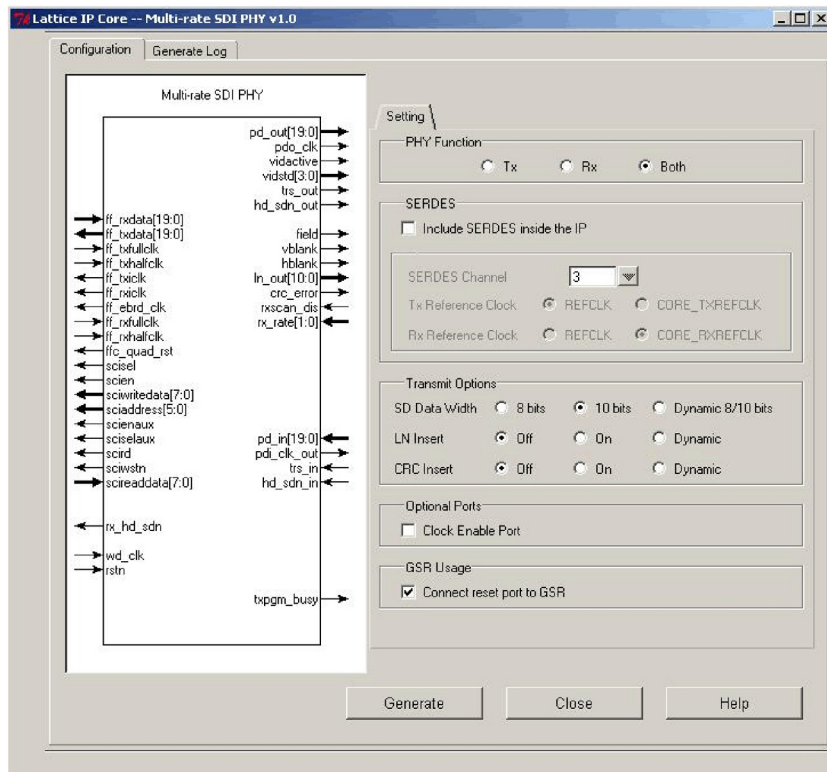 Lattice IP Core -- Multi-rate SDI PHY v1.0
Configuration
Generate Log
Multi-rate SDI PHY
pd_out[19:0]
pdo_clk
vidactive
vidstd[3:0]
trs_out
hd_sdn_out
ff_rxdata[19:0]
ff_txdata[19:0]
field
ff_txfullclk
vblank
ff_txhalfclk
hblank
ff_txiclk
ln_out[10:0]
ff_rxiclk
crc_error
ff_ebrd_clk
rxscan_dis
ff_rxfullclk
rx_rate[1:0]
ff_rxhalfclk
ffc_quad_rst
scisel
scien
sciwritedata[7:0]
sciaddress[5:0]
scienaux
sciselaux
pd_in[19:0]
scird
pdi_clk_out
sciwstn
trs_in
scireaddata[7:0]
hd_sdn_in
rx_hd_sdn
wd_clk
rstn
txpgm_busy
Setting
PHY Function
Tx Rx Both
SERDES
Include SERDES inside the IP
SERDES Channel 3
Tx Reference Clock REFCLK CORE_TXREFCLK
Rx Reference Clock REFCLK CORE_RXREFCLK
Transmit Options
SD Data Width 8 bits 10 bits Dynamic 8/10 bits
LN Insert Off On Dynamic
CRC Insert Off On Dynamic
Optional Ports
Clock Enable Port
GSR Usage
Connect reset port to GSR
Generate Close Help